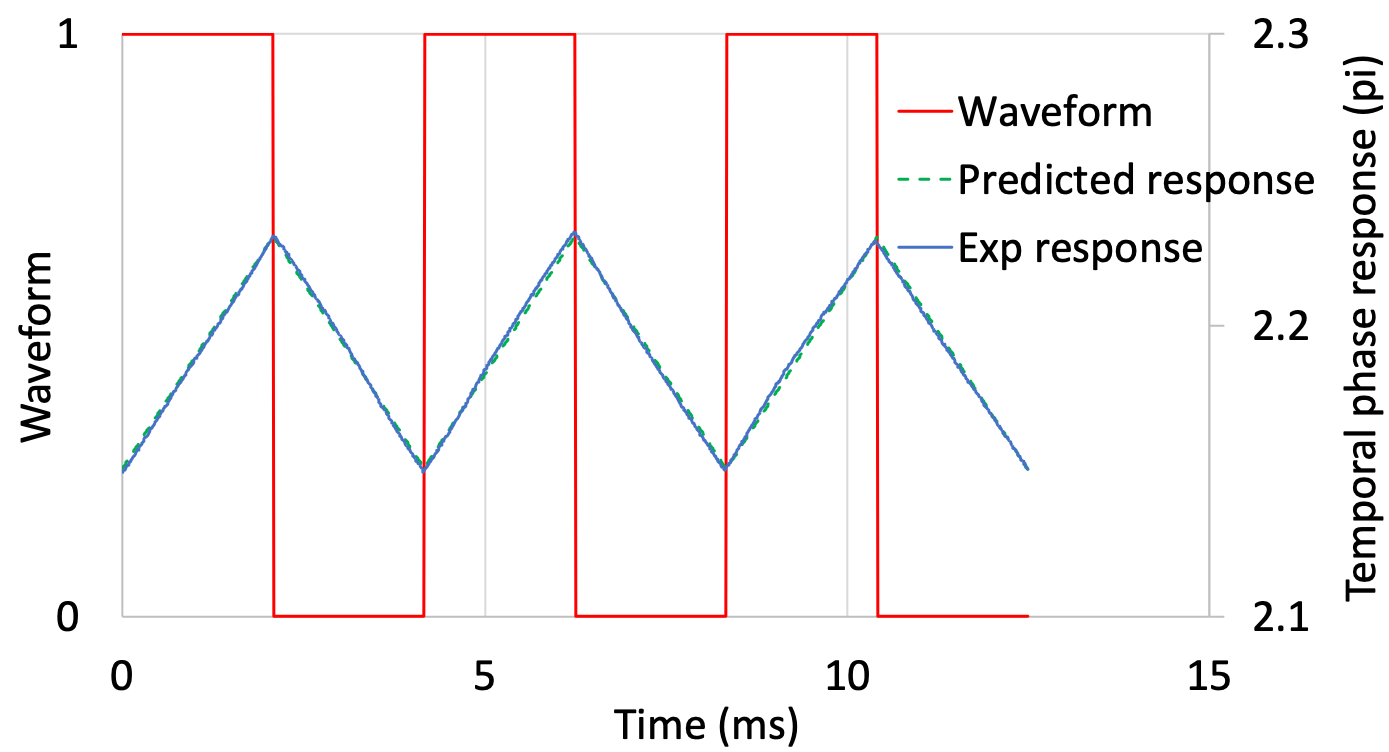 1
0
Waveform
0
5
10
15
Time (ms)
2.3
2.2
2.1
Temporal phase response (pi)
Waveform
Predicted response
Exp response